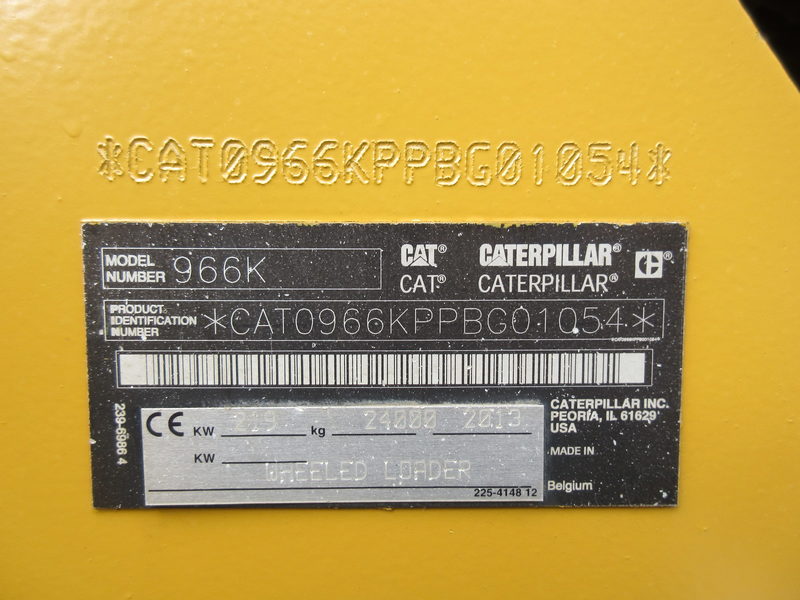 *CAT0966KPPBG01054*
MODEL NUMBER 966K
CAT® CATERPILLAR®
CAT® CATERPILLAR®
PRODUCT IDENTIFICATION NUMBER *CAT0966KPPBG01054*
239-6986 4
CE KW 219 kg 24000 2013
KW
WHEELED LOADER
225-4148 12
CATERPILLAR INC.
PEORIA, IL 61629
USA
MADE IN
Belgium